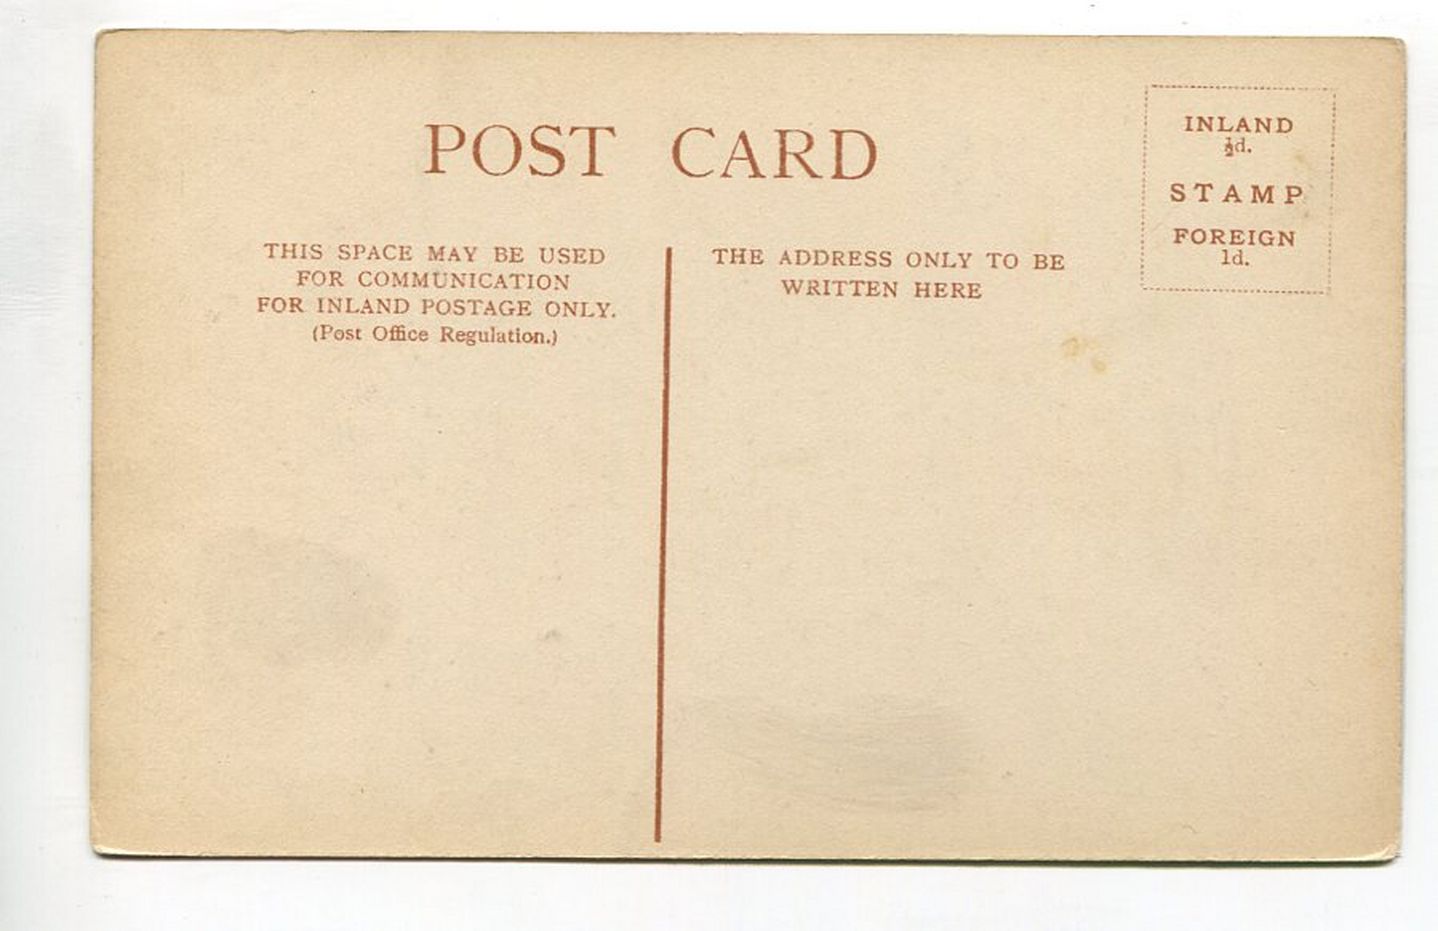 POST CARD
INLAND
½d.
STAMP
FOREIGN
1d.
THIS SPACE MAY BE USED
FOR COMMUNICATION
FOR INLAND POSTAGE ONLY.
(Post Office Regulation.)
THE ADDRESS ONLY TO BE
WRITTEN HERE